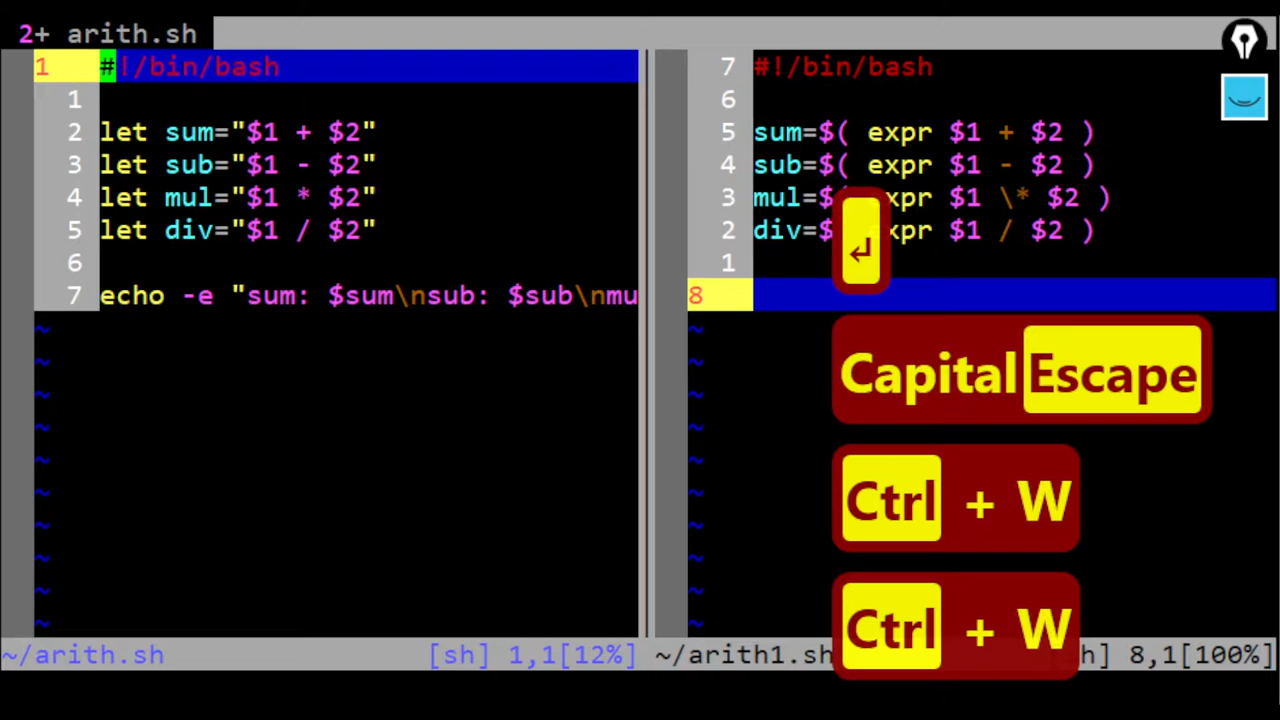 2+ arith.sh
1 #!/bin/bash
1
2 let sum="$1 + $2"
3 let sub="$1 - $2"
4 let mul="$1 * $2"
5 let div="$1 / $2"
6
7 echo -e "sum: $sum\nsub: $sub\nmu
~
~
~
~
~
~
~
~
~
~
~/arith.sh [sh] 1,1[12%]
7 #!/bin/bash
6
5 sum=$( expr $1 + $2 )
4 sub=$( expr $1 - $2 )
3 mul=$ expr $1 \* $2 )
2 div=$ expr $1 / $2 )
1
8
~
~
~
~
~
~
~
~
~
~
~/arith1.sh h] 8,1[100%]
↵
Capital Escape
Ctrl + W
Ctrl + W